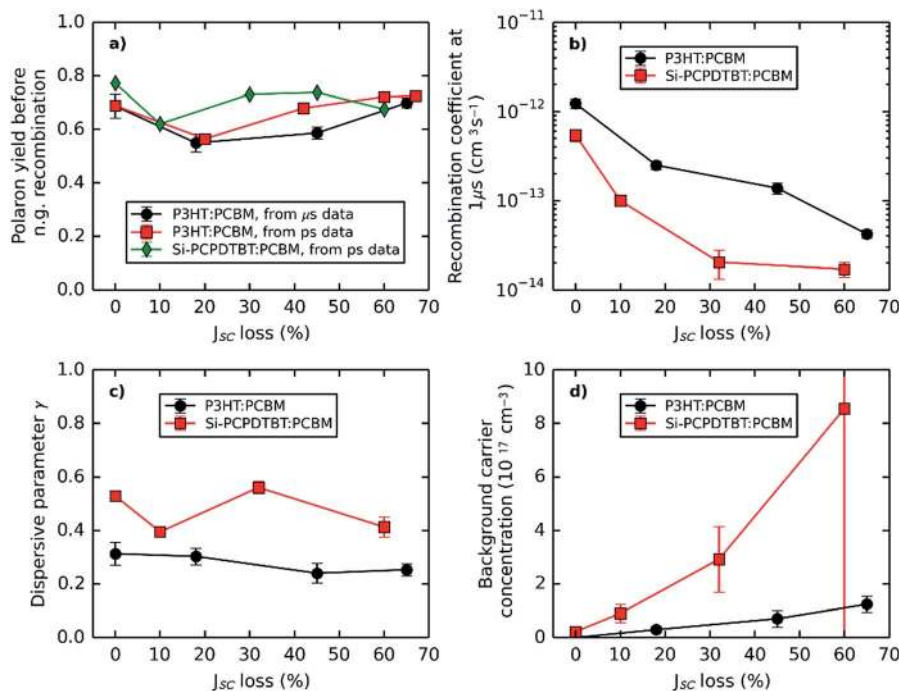 a)
Polaron yield before
n.g. recombination
1.0
0.8
0.6
0.4
0.2
0.0
P3HT:PCBM, from μs data
P3HT:PCBM, from ps data
Si-PCPDTBT:PCBM, from ps data
0 10 20 30 40 50 60 70
JSC loss (%)
b)
Recombination coefficient at
1μs (cm³s⁻¹)
10⁻¹¹
10⁻¹²
10⁻¹³
10⁻¹⁴
P3HT:PCBM
Si-PCPDTBT:PCBM
0 10 20 30 40 50 60 70
JSC loss (%)
c)
Dispersive parameter γ
1.0
0.8
0.6
0.4
0.2
0.0
P3HT:PCBM
Si-PCPDTBT:PCBM
0 10 20 30 40 50 60 70
JSC loss (%)
d)
Background carrier
concentration (10 ¹⁷ cm⁻³)
10
8
6
4
2
0
P3HT:PCBM
Si-PCPDTBT:PCBM
0 10 20 30 40 50 60 70
JSC loss (%)